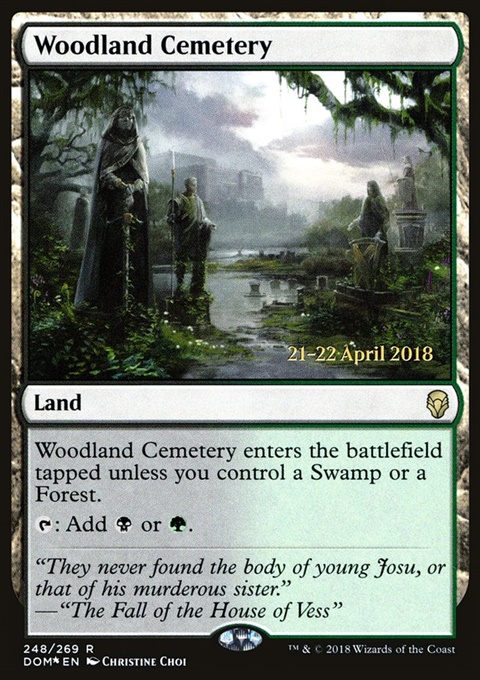 Woodland Cemetery
21-22 April 2018
Land
Woodland Cemetery enters the battlefield
tapped unless you control a Swamp or a
Forest.
: Add or .
“They never found the body of young Josu, or
that of his murderous sister.”
—“The Fall of the House of Vess”
248/269 R
DOM★EN Christine Choi
™ & © 2018 Wizards of the Coast